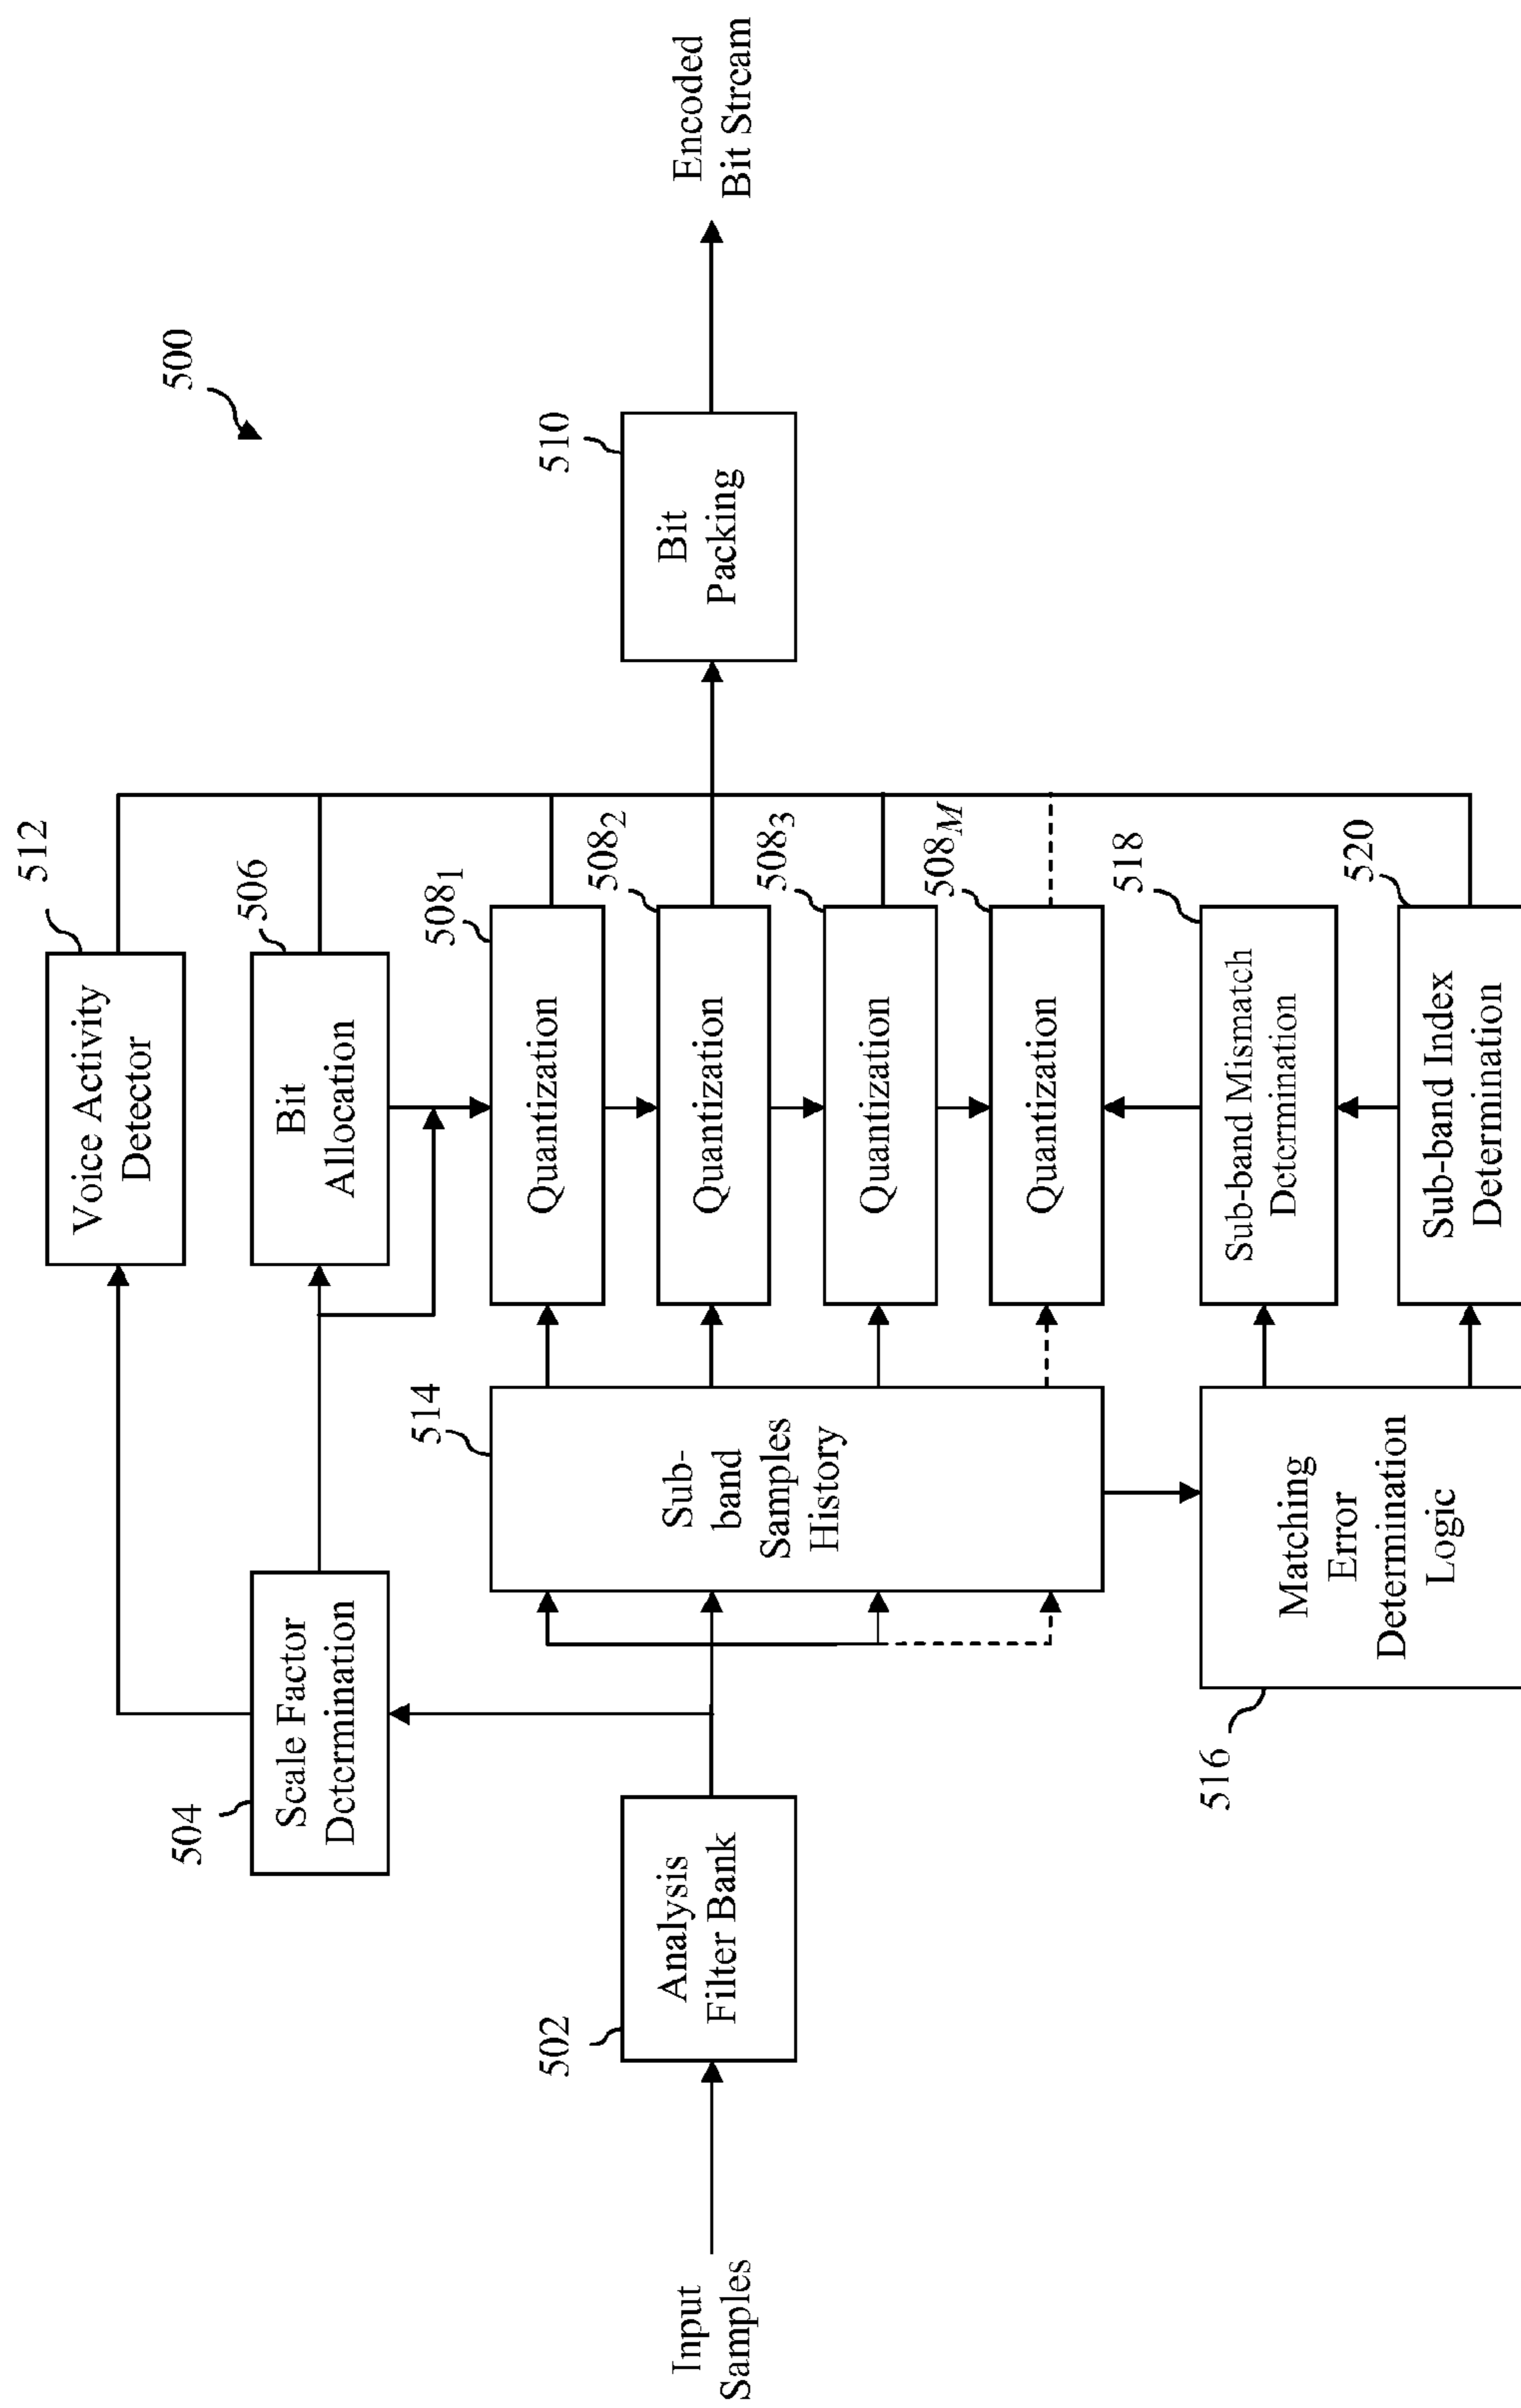 500
512
Voice Activity
Detector
504
Scale Factor
Determination
506
Bit
Allocation
508₁
Quantization
508₂
Quantization
508₃
Quantization
508M
Quantization
514
Sub-
band
Samples
History
502
Analysis
Filter Bank
Input
Samples
510
Bit
Packing
Encoded
Bit Stream
516
Matching
Error
Determination
Logic
518
Sub-band Mismatch
Determination
520
Sub-band Index
Determination